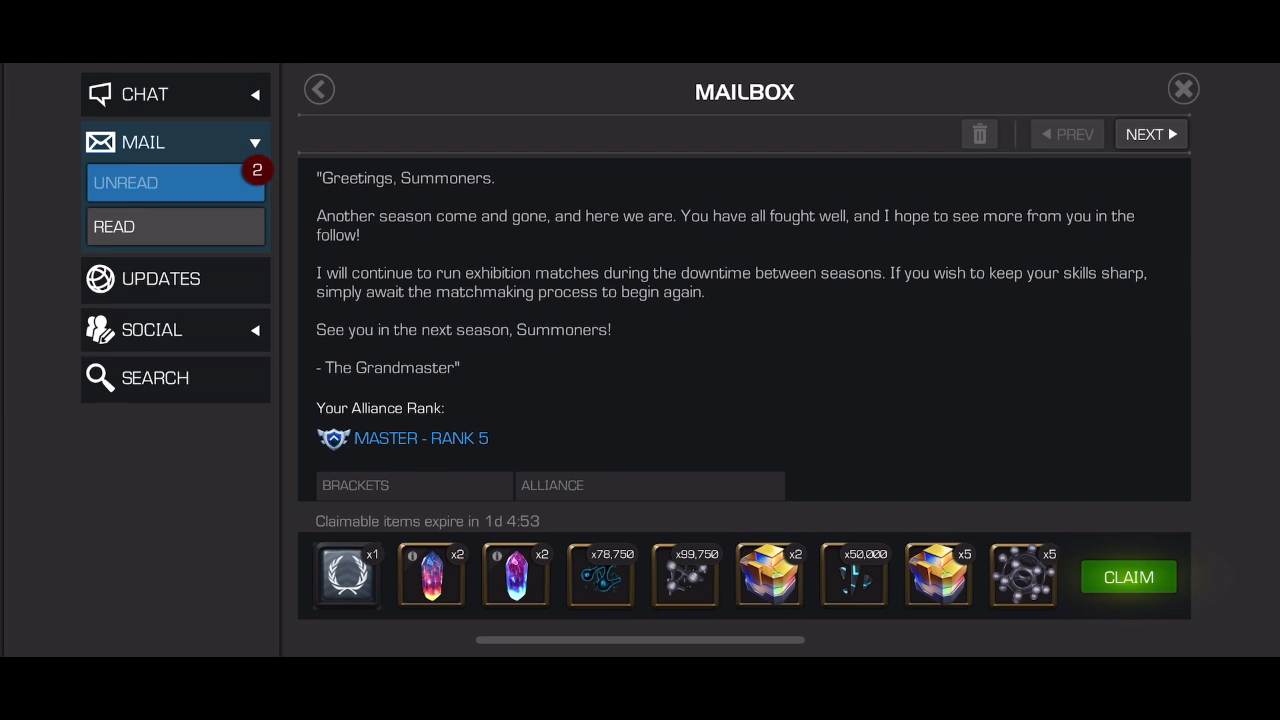 CHAT
MAILBOX
MAIL
PREV
NEXT
2
UNREAD
READ
UPDATES
SOCIAL
SEARCH
"Greetings, Summoners.
Another season come and gone, and here we are. You have all fought well, and I hope to see more from you in the
follow!
I will continue to run exhibition matches during the downtime between seasons. If you wish to keep your skills sharp,
simply await the matchmaking process to begin again.
See you in the next season, Summoners!
- The Grandmaster"
Your Alliance Rank:
MASTER - RANK 5
BRACKETS ALLIANCE
Claimable items expire in 1d 4:53
x1 x2 x2 x78,750 x99,750 x2 x50,000 x5 x5
CLAIM